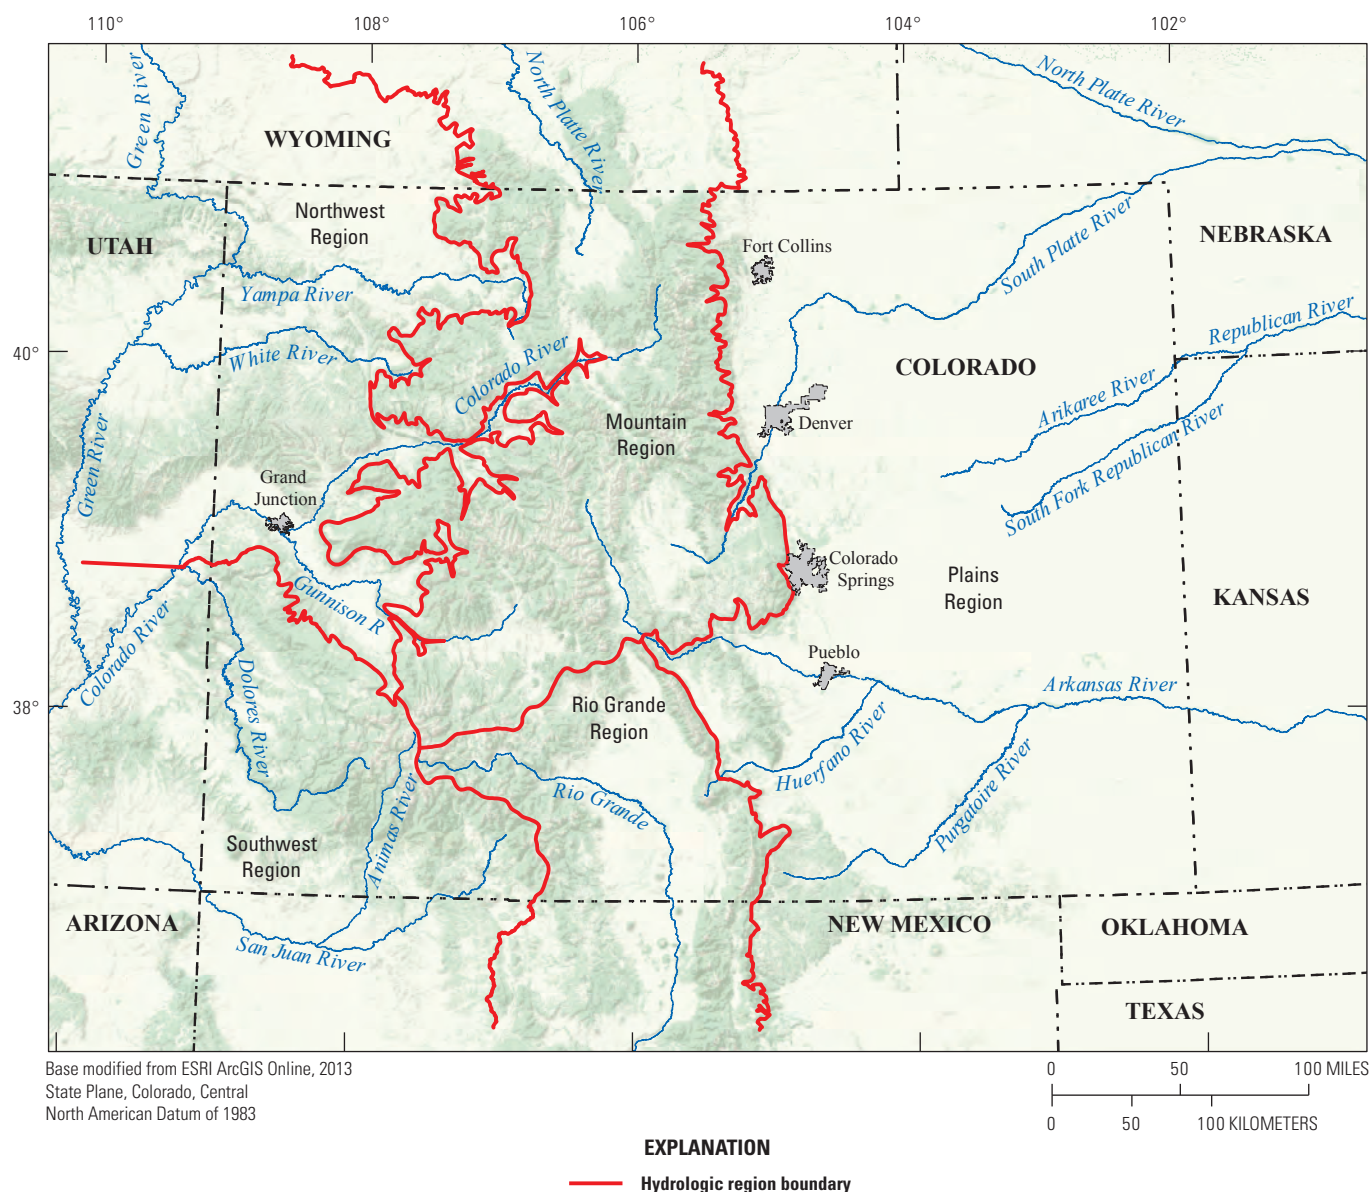 110°
108°
106°
104°
102°
Green River
North Platte River
North Platte River
WYOMING
Northwest
Region
UTAH
Fort Collins
South Platte River
NEBRASKA
Yampa River
Republican River
40°
White River
Colorado River
COLORADO
Arikaree River
Mountain
Region
Denver
Green River
Grand
Junction
South Fork Republican River
Colorado
Springs
Plains
Region
Gunnison R
KANSAS
Colorado River
Dolores River
Pueblo
Arkansas River
38°
Rio Grande
Region
Huerfano River
Rio Grande
Purgatoire River
Animas River
Southwest
Region
ARIZONA
San Juan River
NEW MEXICO
OKLAHOMA
TEXAS
Base modified from ESRI ArcGIS Online, 2013
State Plane, Colorado, Central
North American Datum of 1983
0 50 100 MILES
0 50 100 KILOMETERS
EXPLANATION
Hydrologic region boundary